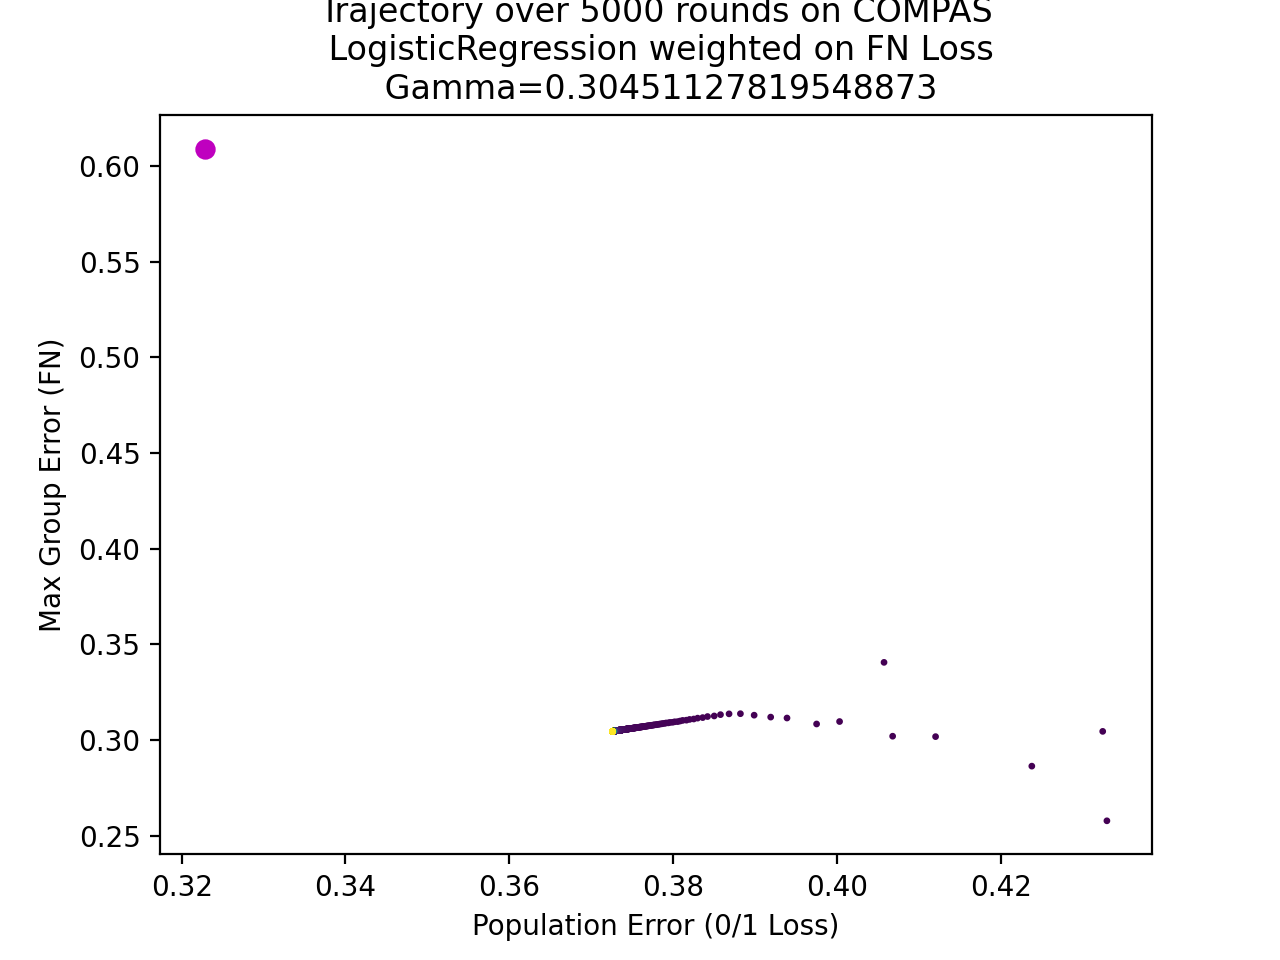 Trajectory over 5000 rounds on COMPAS
LogisticRegression weighted on FN Loss
Gamma=0.30451127819548873
0.60
0.55
0.50
0.45
0.40
0.35
0.30
0.25
Max Group Error (FN)
0.32 0.34 0.36 0.38 0.40 0.42
Population Error (0/1 Loss)